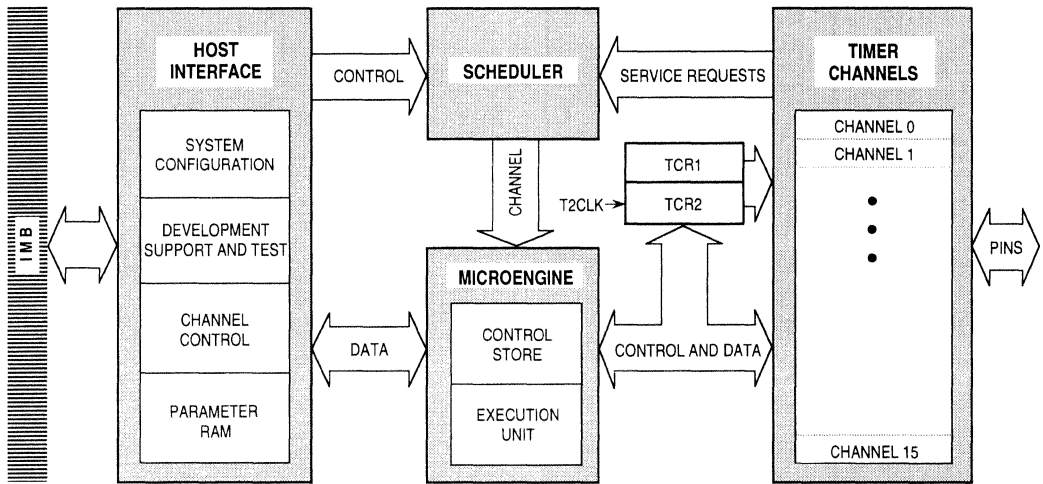 IMB
HOST
INTERFACE
SYSTEM
CONFIGURATION
DEVELOPMENT
SUPPORT AND TEST
CHANNEL
CONTROL
PARAMETER
RAM
CONTROL
SCHEDULER
SERVICE REQUESTS
CHANNEL
TCR1
T2CLK
TCR2
MICROENGINE
CONTROL
STORE
EXECUTION
UNIT
DATA
CONTROL AND DATA
TIMER
CHANNELS
CHANNEL 0
CHANNEL 1
CHANNEL 15
PINS